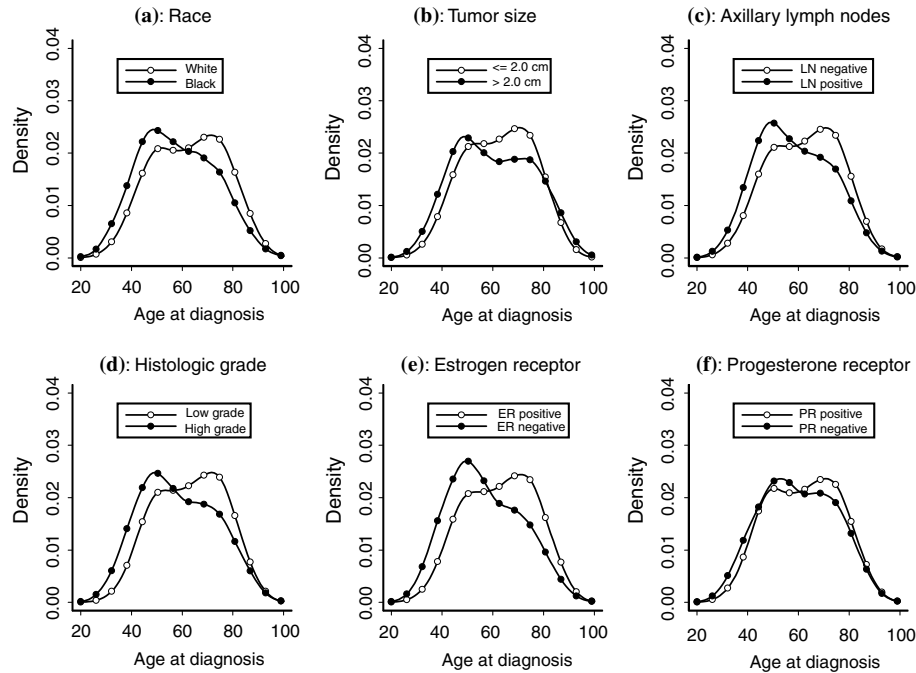 (a): Race
Density
0.00 0.01 0.02 0.03 0.04
White
Black
20 40 60 80 100
Age at diagnosis
(b): Tumor size
Density
0.00 0.01 0.02 0.03 0.04
<= 2.0 cm
> 2.0 cm
20 40 60 80 100
Age at diagnosis
(c): Axillary lymph nodes
Density
0.00 0.01 0.02 0.03 0.04
LN negative
LN positive
20 40 60 80 100
Age at diagnosis
(d): Histologic grade
Density
0.00 0.01 0.02 0.03 0.04
Low grade
High grade
20 40 60 80 100
Age at diagnosis
(e): Estrogen receptor
Density
0.00 0.01 0.02 0.03 0.04
ER positive
ER negative
20 40 60 80 100
Age at diagnosis
(f): Progesterone receptor
Density
0.00 0.01 0.02 0.03 0.04
PR positive
PR negative
20 40 60 80 100
Age at diagnosis